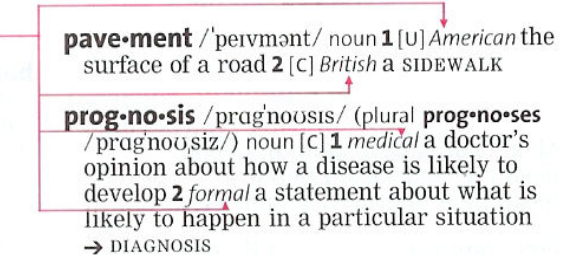 pave•ment /ˈpeɪvmənt/ noun 1 [U] American the
surface of a road 2 [C] British a SIDEWALK
prog•no•sis /prɑɡˈnoʊsɪs/ (plural prog•no•ses
/prɑɡˈnoʊˌsiz/) noun [C] 1 medical a doctor's
opinion about how a disease is likely to
develop 2 formal a statement about what is
likely to happen in a particular situation
→ DIAGNOSIS